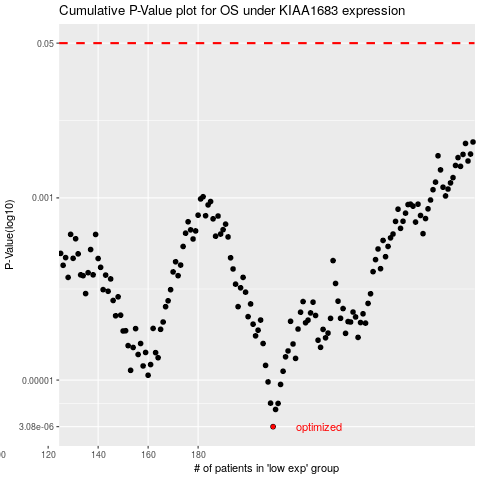 Cumulative P-Value plot for OS under KIAA1683 expression
0.05
0.001
0.00001
3.08e-06
P-Value(log10)
optimized
00 120 140 160 180
# of patients in 'low exp' group